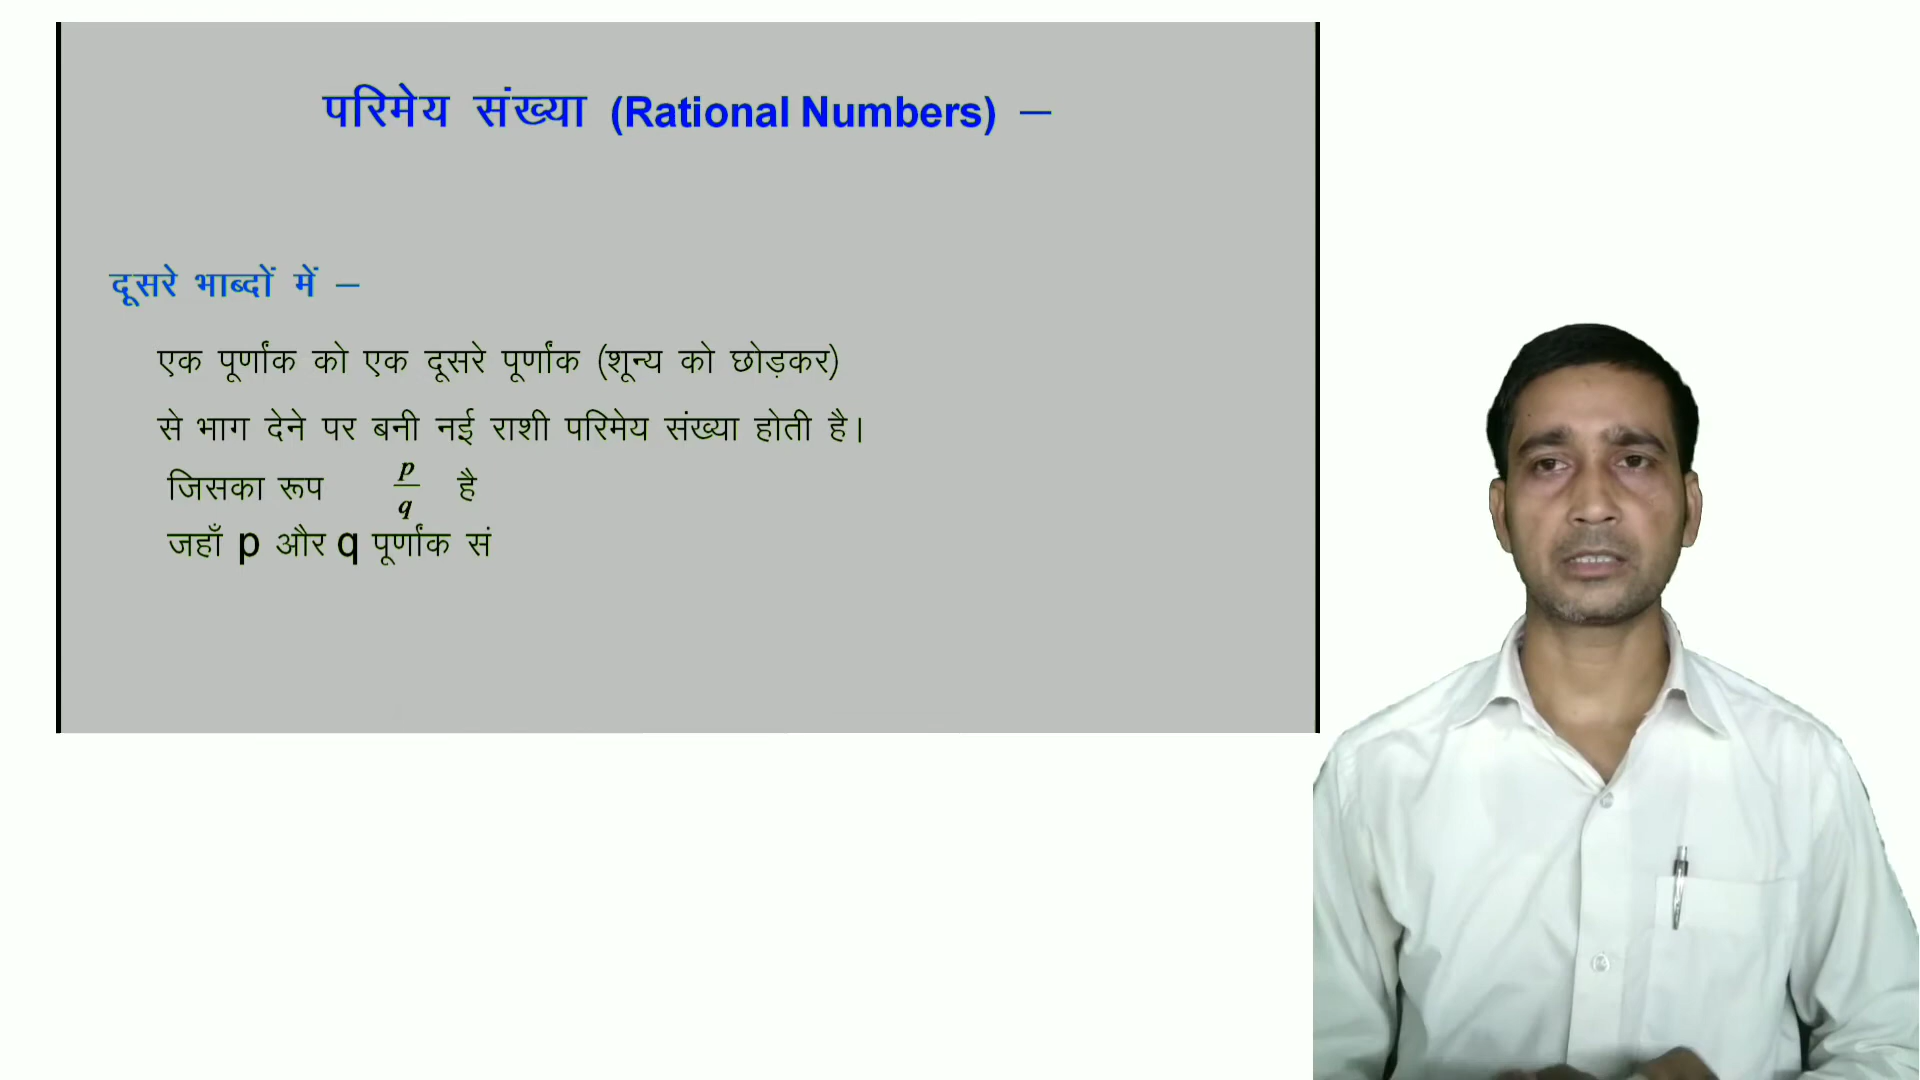 परिमेय संख्या (Rational Numbers) –
दूसरे भाब्दों में –
एक पूर्णांक को एक दूसरे पूर्णांक (शून्य को छोड़कर)
से भाग देने पर बनी नई राशी परिमेय संख्या होती है।
जिसका रूप p/q है
जहाँ p और q पूर्णांक सं